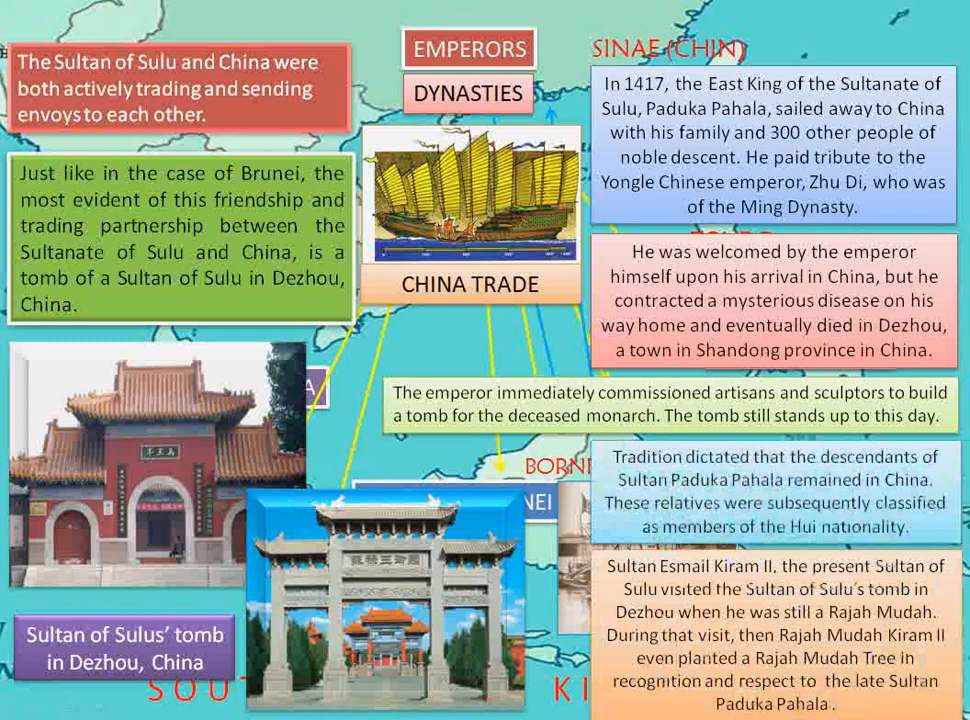 EMPERORS
DYNASTIES
CHINA TRADE
SINAE (CHIN)
The Sultan of Sulu and China were
both actively trading and sending
envoys to each other.
Just like in the case of Brunei, the
most evident of this friendship and
trading partnership between the
Sultanate of Sulu and China, is a
tomb of a Sultan of Sulu in Dezhou,
China.
In 1417, the East King of the Sultanate of
Sulu, Paduka Pahala, sailed away to China
with his family and 300 other people of
noble descent. He paid tribute to the
Yongle Chinese emperor, Zhu Di, who was
of the Ming Dynasty.
He was welcomed by the emperor
himself upon his arrival in China, but he
contracted a mysterious disease on his
way home and eventually died in Dezhou,
a town in Shandong province in China.
The emperor immediately commissioned artisans and sculptors to build
a tomb for the deceased monarch. The tomb still stands up to this day.
A
BORNE
NEI
Tradition dictated that the descendants of
Sultan Paduka Pahala remained in China.
These relatives were subsequently classified
as members of the Hui nationality.
Sultan Esmail Kiram II, the present Sultan of
Sulu visited the Sultan of Sulu's tomb in
Dezhou when he was still a Rajah Mudah.
During that visit, then Rajah Mudah Kiram II
even planted a Rajah Mudah Tree in
recognition and respect to the late Sultan
Paduka Pahala.
Sultan of Sulus' tomb
in Dezhou, China
SOUT KI